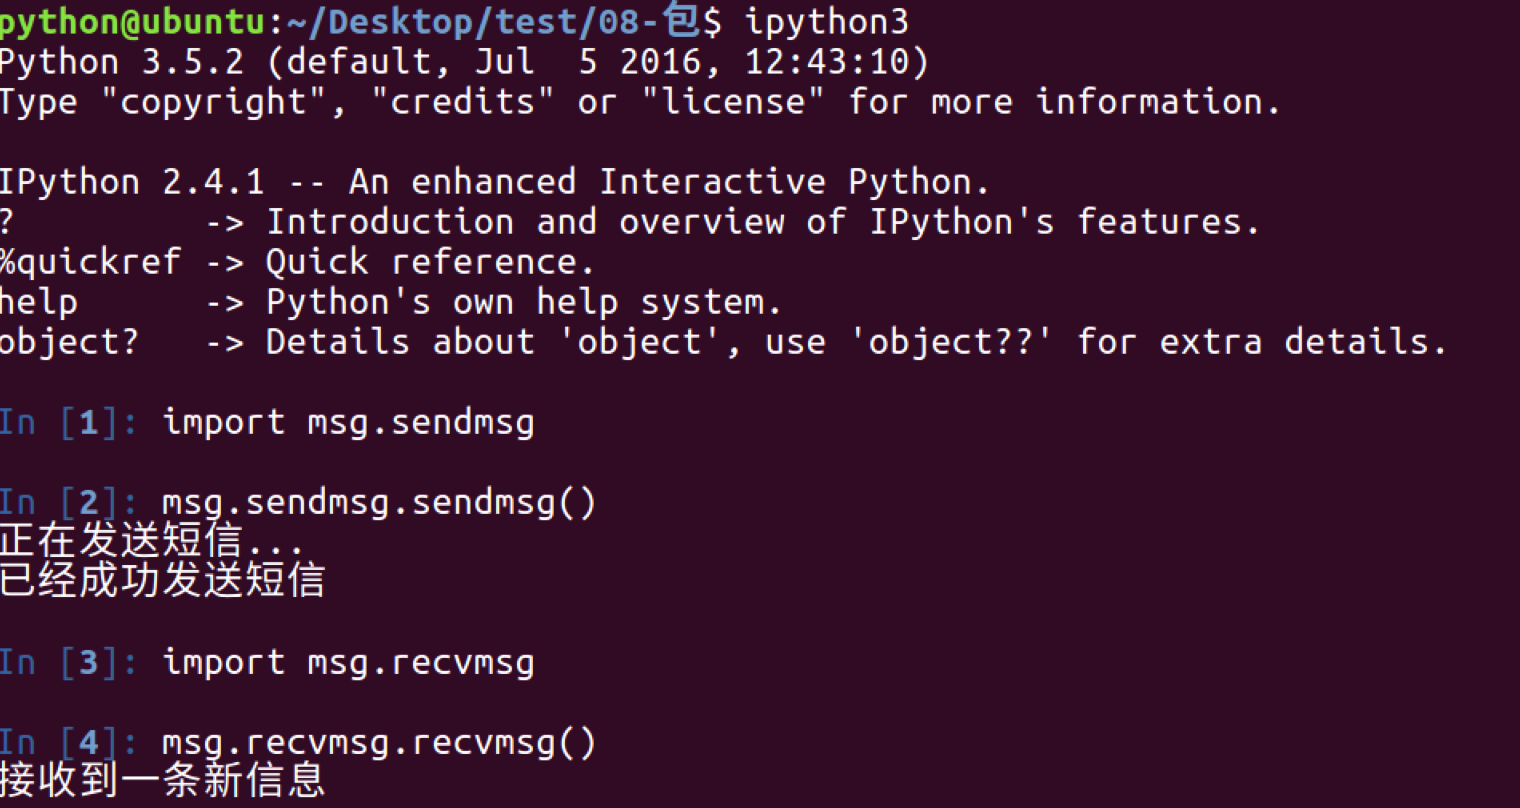 python@ubuntu:~/Desktop/test/08-包$ ipython3
Python 3.5.2 (default, Jul  5 2016, 12:43:10)
Type "copyright", "credits" or "license" for more information.
IPython 2.4.1 -- An enhanced Interactive Python.
?         -> Introduction and overview of IPython's features.
%quickref -> Quick reference.
help      -> Python's own help system.
object?   -> Details about 'object', use 'object??' for extra details.
In [1]: import msg.sendmsg
In [2]: msg.sendmsg.sendmsg()
正在发送短信...
已经成功发送短信
In [3]: import msg.recvmsg
In [4]: msg.recvmsg.recvmsg()
接收到一条新信息